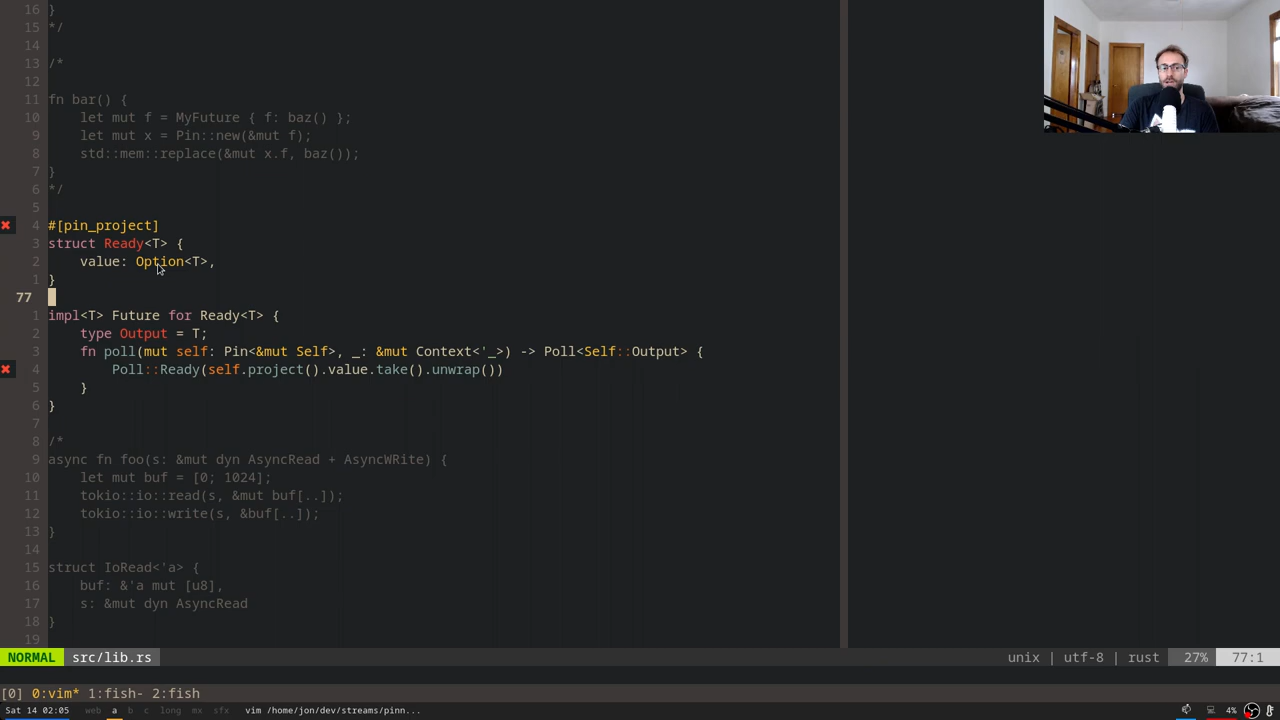 16 }
15 */
14
13 /*
12
11 fn bar() {
10     let mut f = MyFuture { f: baz() };
9     let mut x = Pin::new(&mut f);
8     std::mem::replace(&mut x.f, baz());
7 }
6 */
5
4 #[pin_project]
3 struct Ready<T> {
2     value: Option<T>,
1 }
77
1 impl<T> Future for Ready<T> {
2     type Output = T;
3     fn poll(mut self: Pin<&mut Self>, _: &mut Context<'_>) -> Poll<Self::Output> {
4         Poll::Ready(self.project().value.take().unwrap())
5     }
6 }
7
8 /*
9 async fn foo(s: &mut dyn AsyncRead + AsyncWRite) {
10     let mut buf = [0; 1024];
11     tokio::io::read(s, &mut buf[..]);
12     tokio::io::write(s, &buf[..]);
13 }
14
15 struct IoRead<'a> {
16     buf: &'a mut [u8],
17     s: &mut dyn AsyncRead
18 }
19
NORMAL src/lib.rs unix | utf-8 | rust 27% 77:1
[0] 0:vim* 1:fish- 2:fish
Sat 14 02:05 web a b c long mx sfx vim /home/jon/dev/streams/pinn... 4%